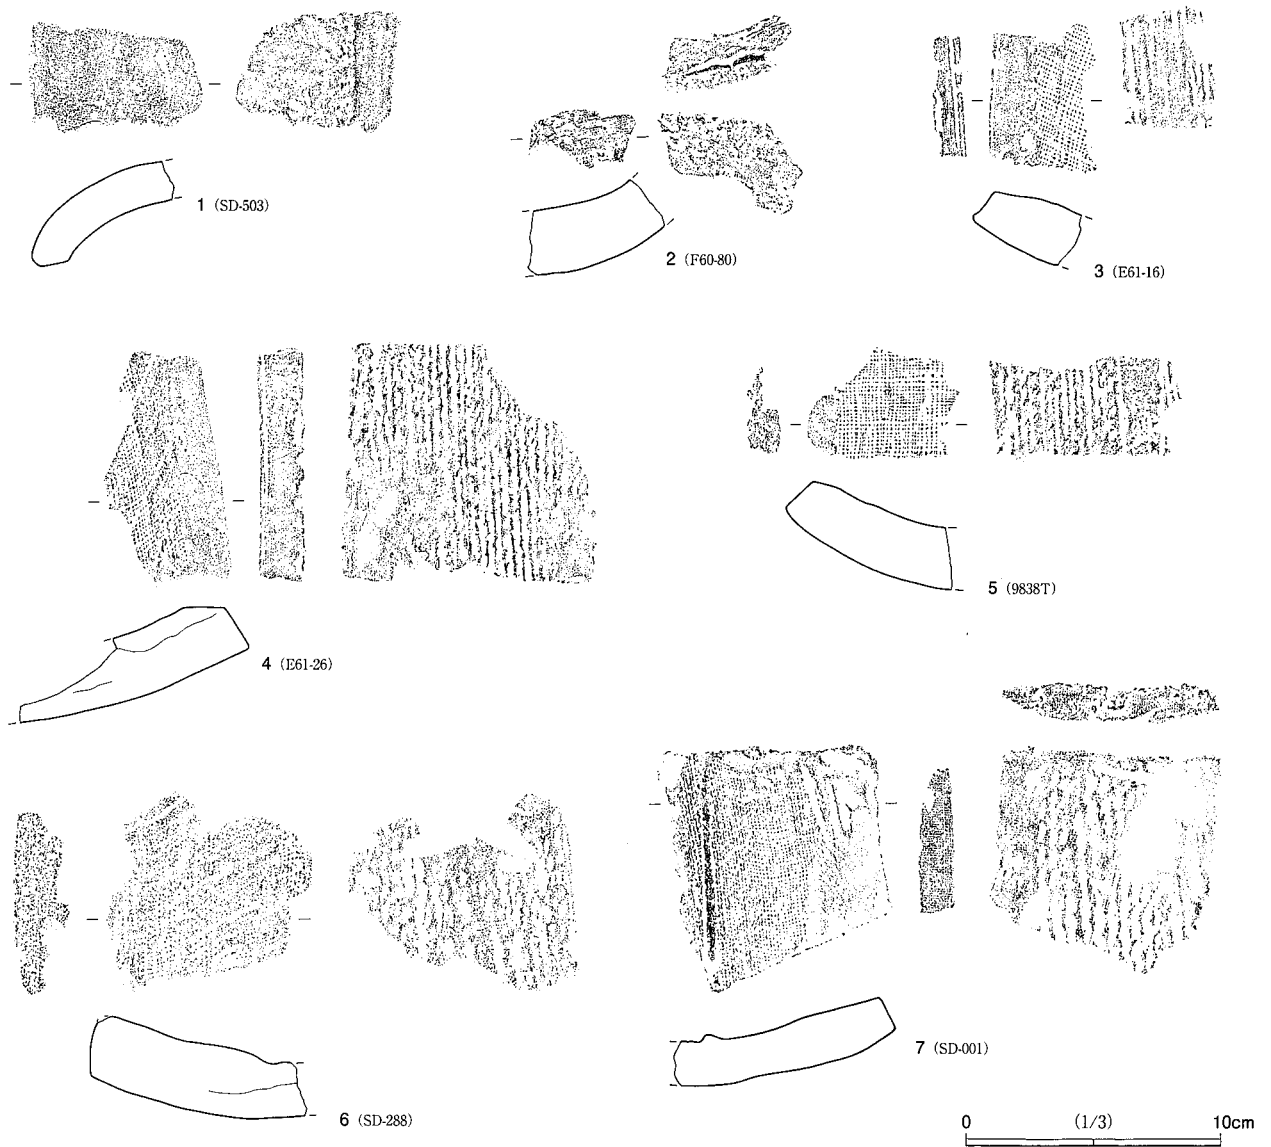 1 (SD-503)
2 (F60-80)
3 (E61-16)
4 (E61-26)
5 (9838T)
6 (SD-288)
7 (SD-001)
0 (1/3) 10cm